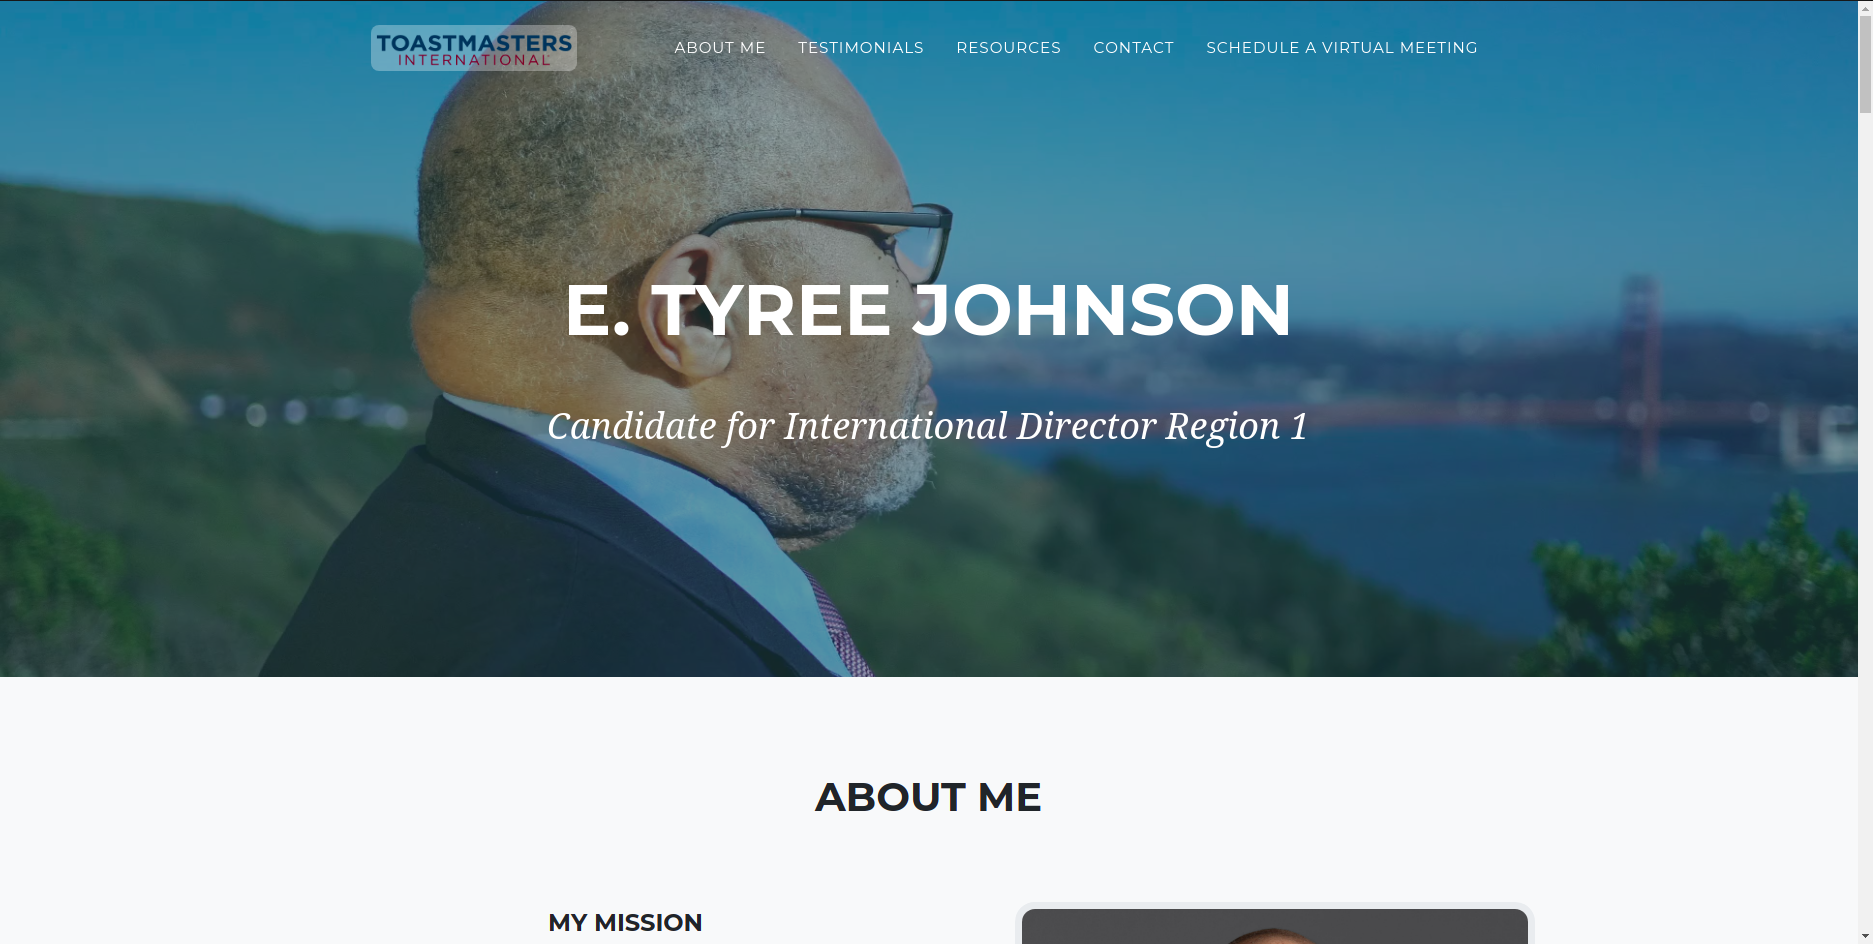 TOASTMASTERS
INTERNATIONAL
ABOUT ME TESTIMONIALS RESOURCES CONTACT SCHEDULE A VIRTUAL MEETING
E. TYREE JOHNSON
Candidate for International Director Region 1
ABOUT ME
MY MISSION